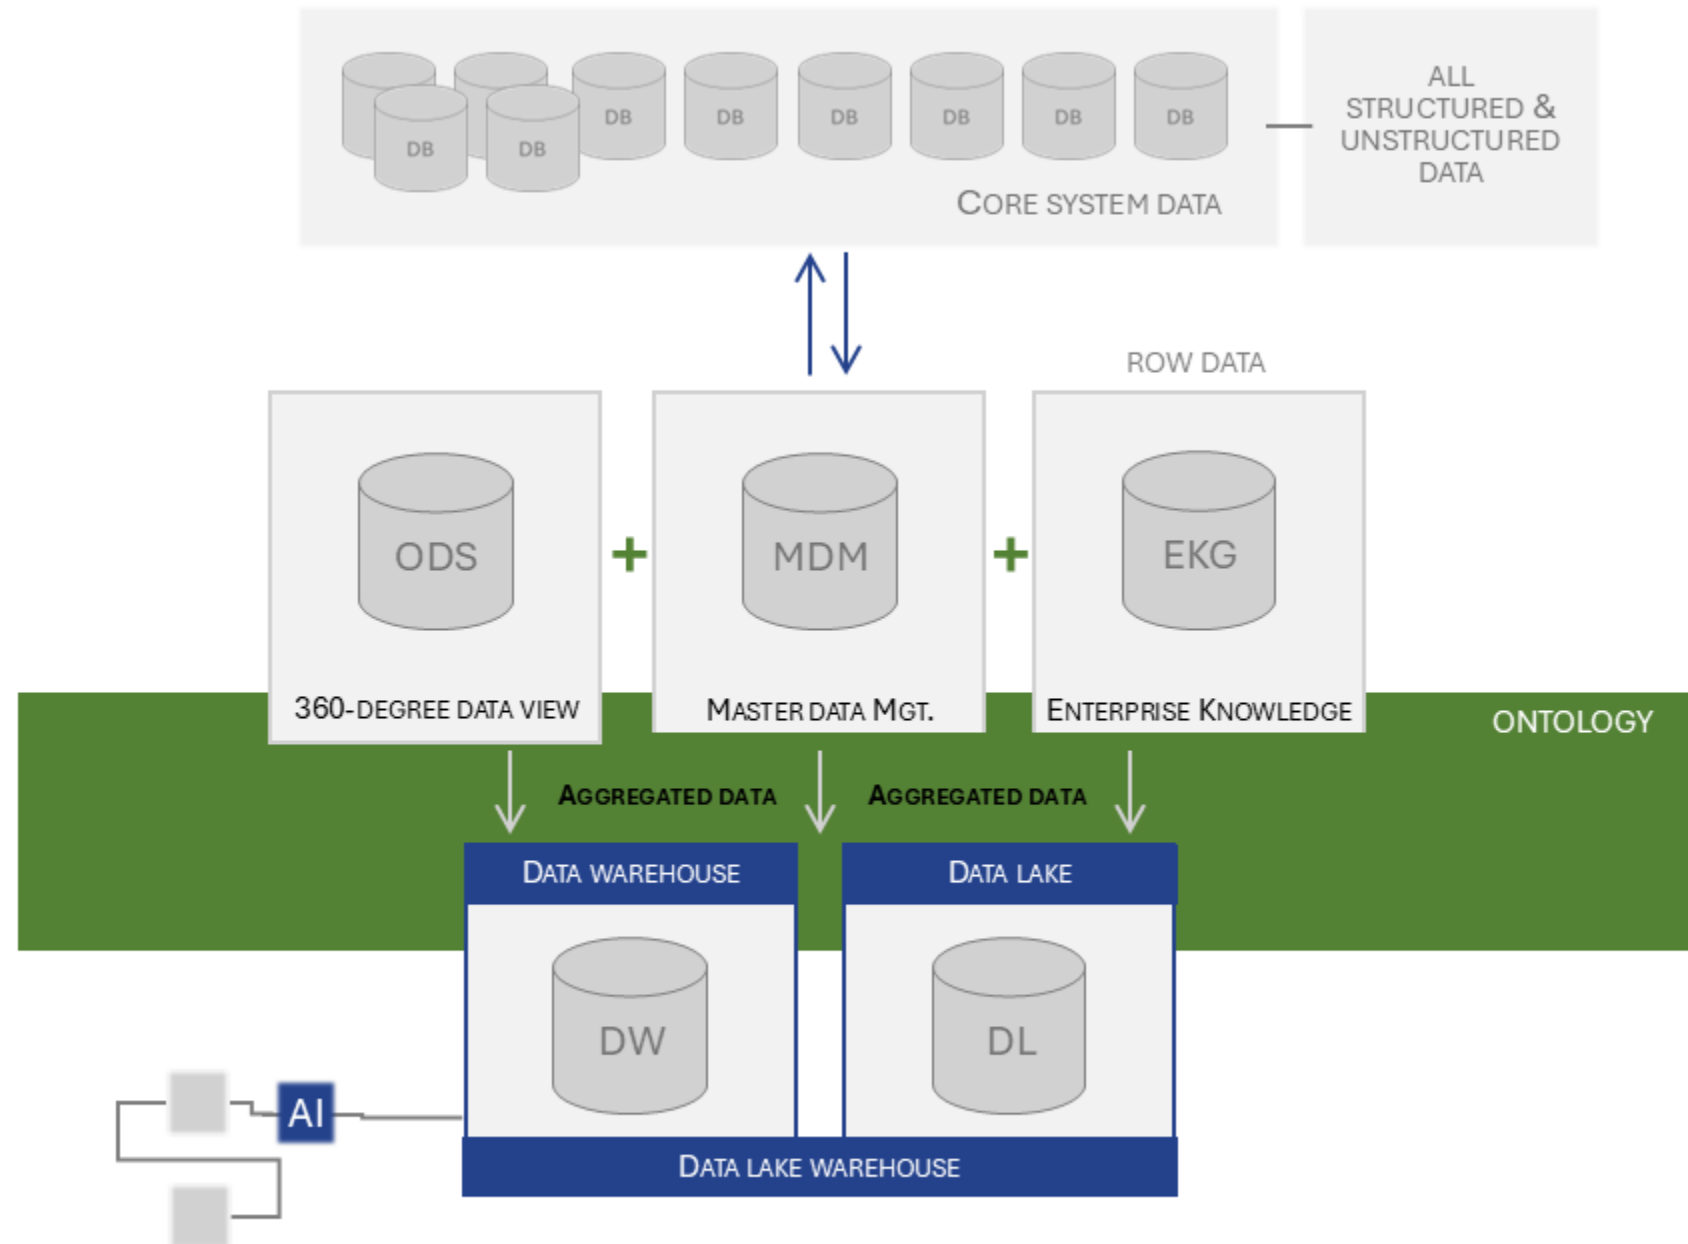 DB
DB
DB
DB
DB
DB
DB
DB
CORE SYSTEM DATA
ALL
STRUCTURED &
UNSTRUCTURED
DATA
ROW DATA
ODS
+
MDM
+
EKG
360-DEGREE DATA VIEW
MASTER DATA MGT.
ENTERPRISE KNOWLEDGE
ONTOLOGY
AGGREGATED DATA
AGGREGATED DATA
DATA WAREHOUSE
DATA LAKE
DW
DL
AI
DATA LAKE WAREHOUSE